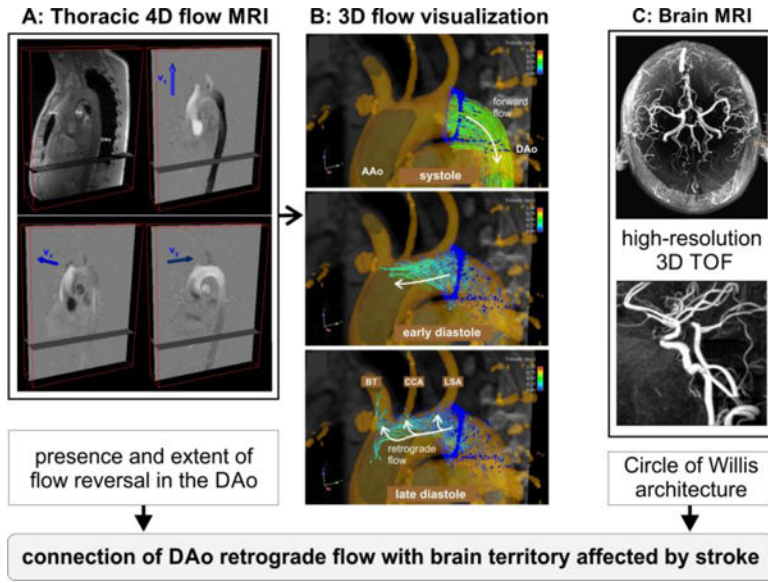 A: Thoracic 4D flow MRI
B: 3D flow visualization
C: Brain MRI
DAo
vz
vx
vy
forward
flow
DAo
AAo
systole
early diastole
BT
CCA
LSA
retrograde
flow
late diastole
high-resolution
3D TOF
presence and extent of
flow reversal in the DAo
Circle of Willis
architecture
connection of DAo retrograde flow with brain territory affected by stroke